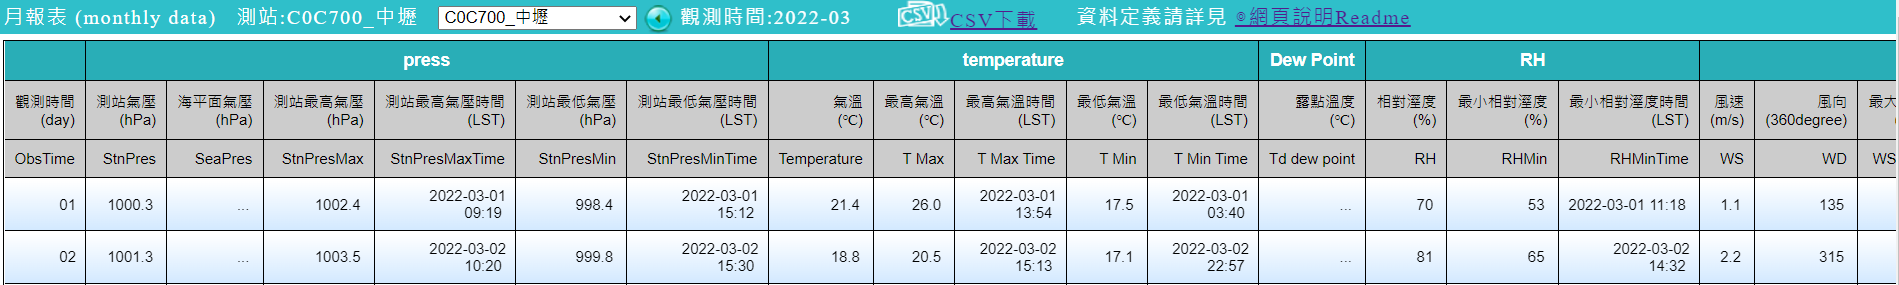 月報表 (monthly data) 測站:C0C700_中壢 C0C700_中壢 觀測時間:2022-03 CSV CSV下載 資料定義請詳見 ⊙網頁說明Readme
press temperature Dew Point RH
觀測時間 測站氣壓 海平面氣壓 測站最高氣壓 測站最高氣壓時間 測站最低氣壓 測站最低氣壓時間 氣溫 最高氣溫 最高氣溫時間 最低氣溫 最低氣溫時間 露點溫度 相對溼度 最小相對溼度 最小相對溼度時間 風速 風向 最大
(day) (hPa) (hPa) (hPa) (LST) (hPa) (LST) (℃) (℃) (LST) (℃) (LST) (℃) (%) (%) (LST) (m/s) (360degree)
ObsTime StnPres SeaPres StnPresMax StnPresMaxTime StnPresMin StnPresMinTime Temperature T Max T Max Time T Min T Min Time Td dew point RH RHMin RHMinTime WS WD WS
01 1000.3 ... 1002.4 2022-03-01 09:19 998.4 2022-03-01 15:12 21.4 26.0 2022-03-01 13:54 17.5 2022-03-01 03:40 ... 70 53 2022-03-01 11:18 1.1 135
02 1001.3 ... 1003.5 2022-03-02 10:20 999.8 2022-03-02 15:30 18.8 20.5 2022-03-02 15:13 17.1 2022-03-02 22:57 ... 81 65 2022-03-02 14:32 2.2 315